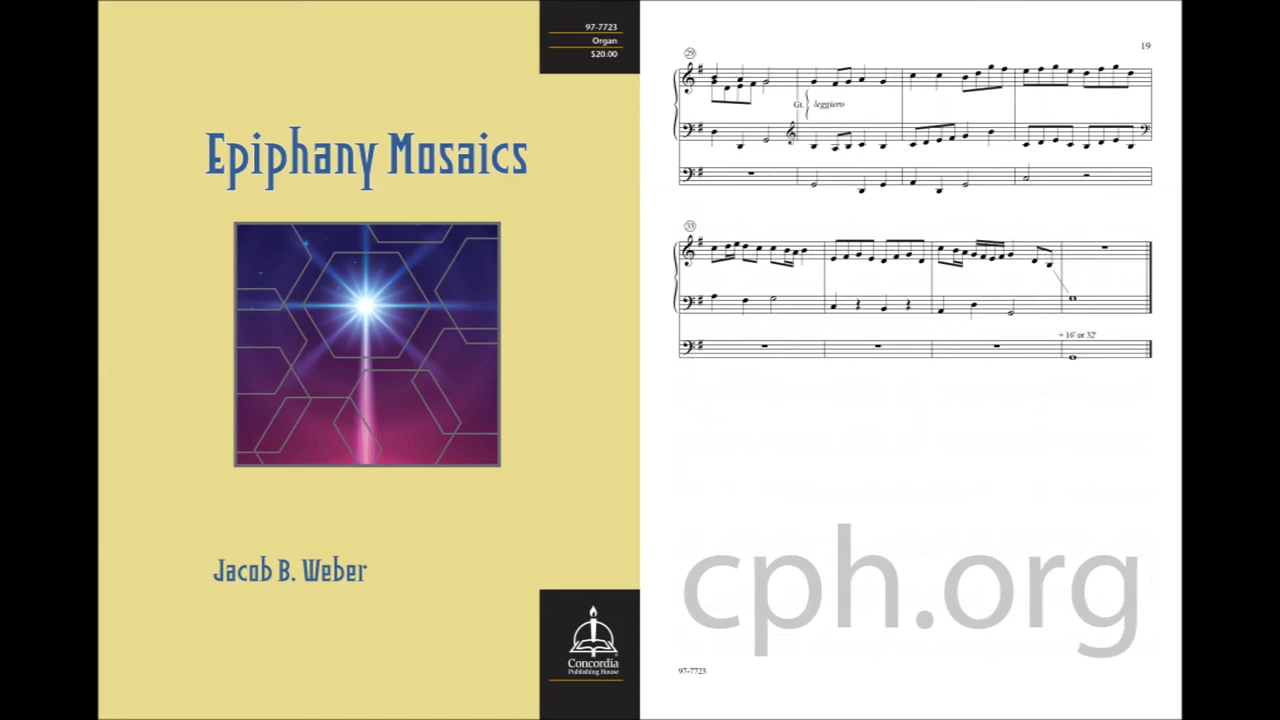 97-7723
Organ
$20.00
Epiphany Mosaics
Jacob B. Weber
Concordia
Publishing House
19
29
Gt.
leggiero
33
+ 16' or 32'
cph.org
97-7723